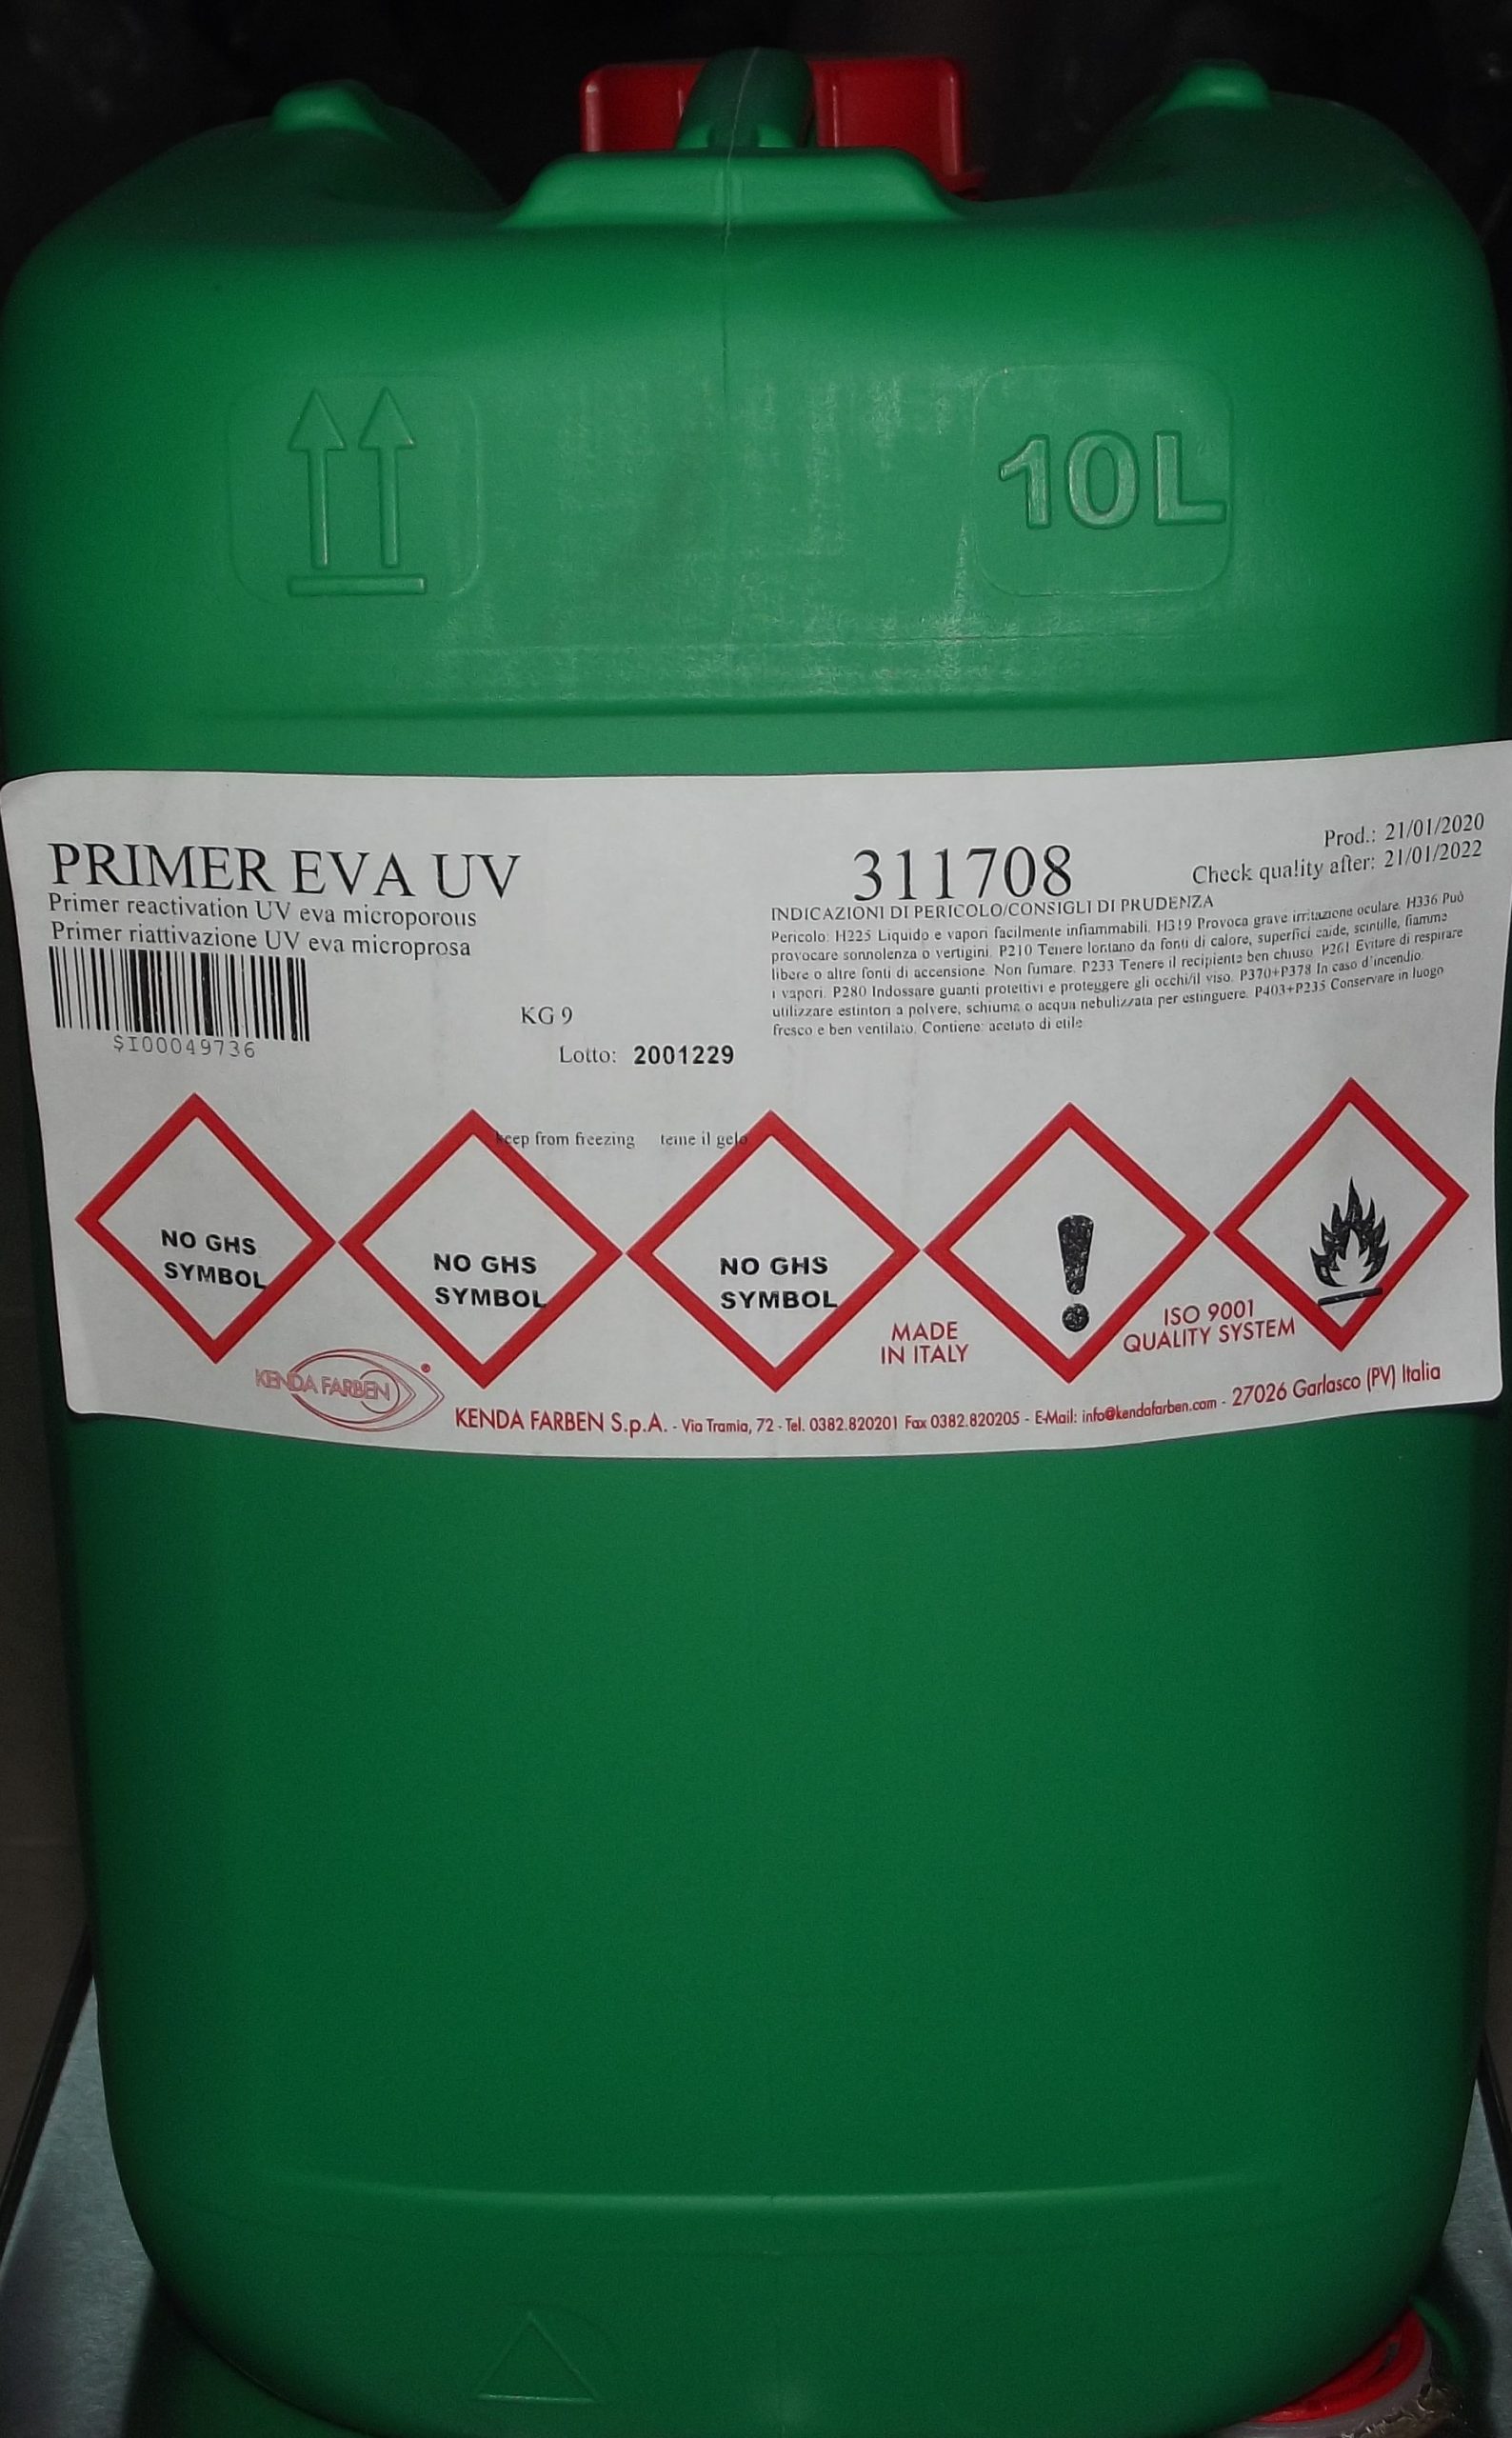 10L
PRIMER EVA UV
Primer reactivation UV eva microporous
Primer riattivazione UV eva microprosa
$I00049736
KG 9
Lotto: 2001229
311708
Prod.: 21/01/2020
Check quality after: 21/01/2022
INDICAZIONI DI PERICOLO/CONSIGLI DI PRUDENZA
Pericolo: H225 Liquido e vapori facilmente infiammabili. H319 Provoca grave irritazione oculare. H336 Può
provocare sonnolenza o vertigini. P210 Tenere lontano da fonti di calore, superfici calde, scintille, fiamme
libere o altre fonti di accensione. Non fumare. P233 Tenere il recipiente ben chiuso. P261 Evitare di respirare
i vapori. P280 Indossare guanti protettivi e proteggere gli occhi/il viso. P370+P378 In caso d'incendio:
utilizzare estintori a polvere, schiuma o acqua nebulizzata per estinguere. P403+P235 Conservare in luogo
fresco e ben ventilato. Contiene: acetato di etile
keep from freezing teme il gelo
NO GHS
SYMBOL
NO GHS
SYMBOL
NO GHS
SYMBOL
MADE
IN ITALY
ISO 9001
QUALITY SYSTEM
KENDA FARBEN
KENDA FARBEN S.p.A. - Via Tramia, 72 - Tel. 0382.820201 Fax 0382.820205 - E-Mail: info@kendafarben.com - 27026 Garlasco (PV) Italia